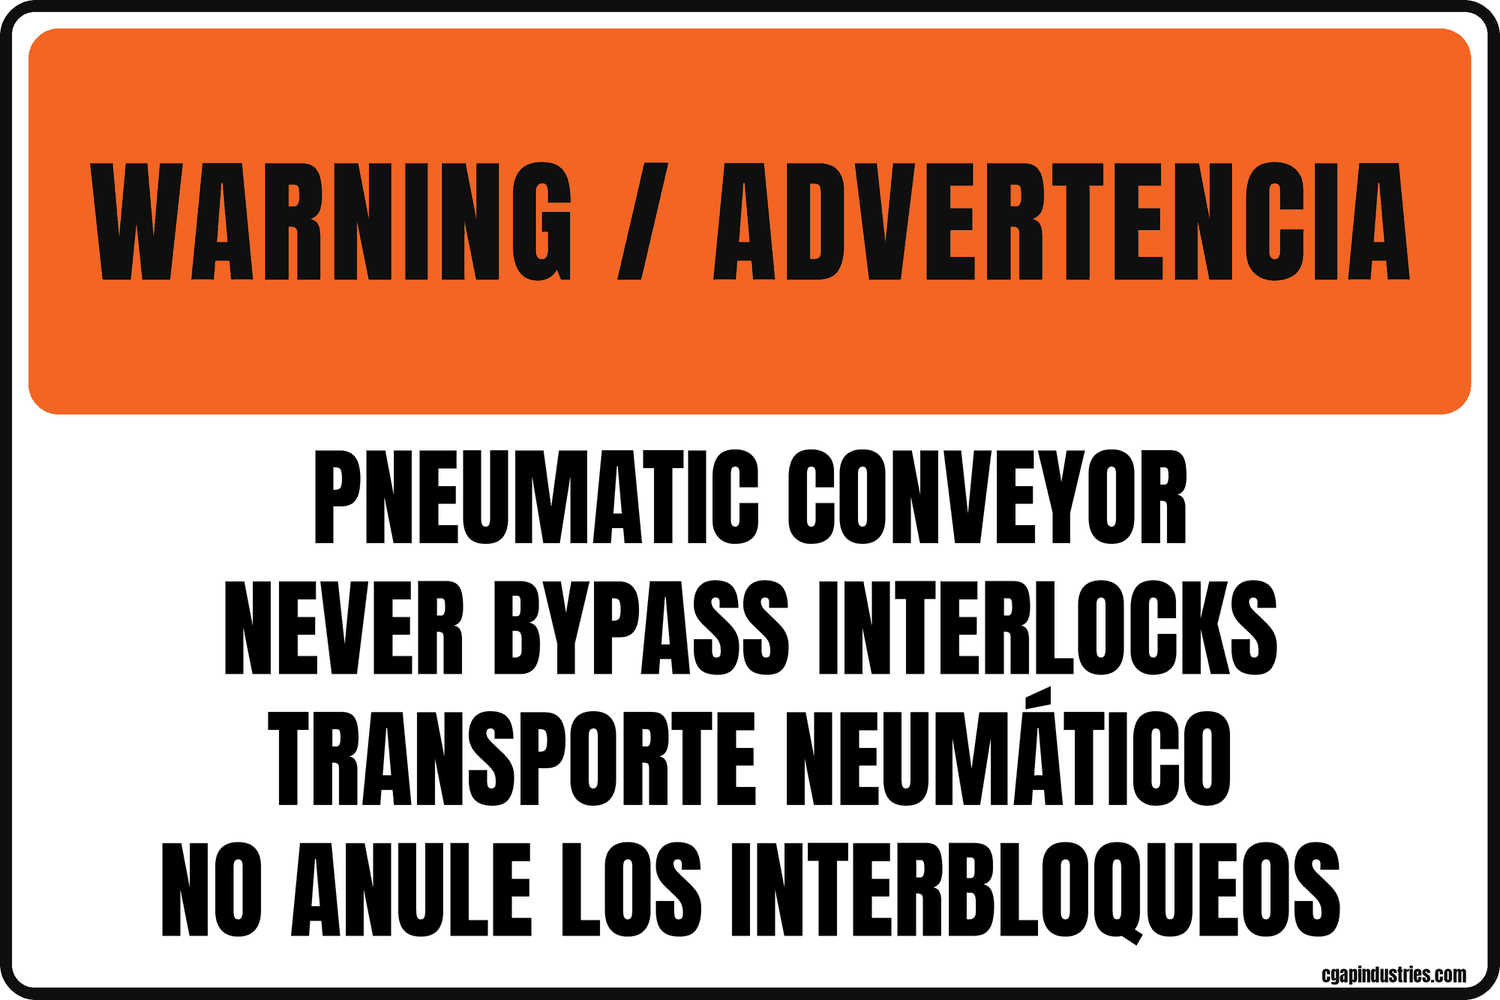 WARNING / ADVERTENCIA
PNEUMATIC CONVEYOR
NEVER BYPASS INTERLOCKS
TRANSPORTE NEUMÁTICO
NO ANULE LOS INTERBLOQUEOS
cgapindustries.com